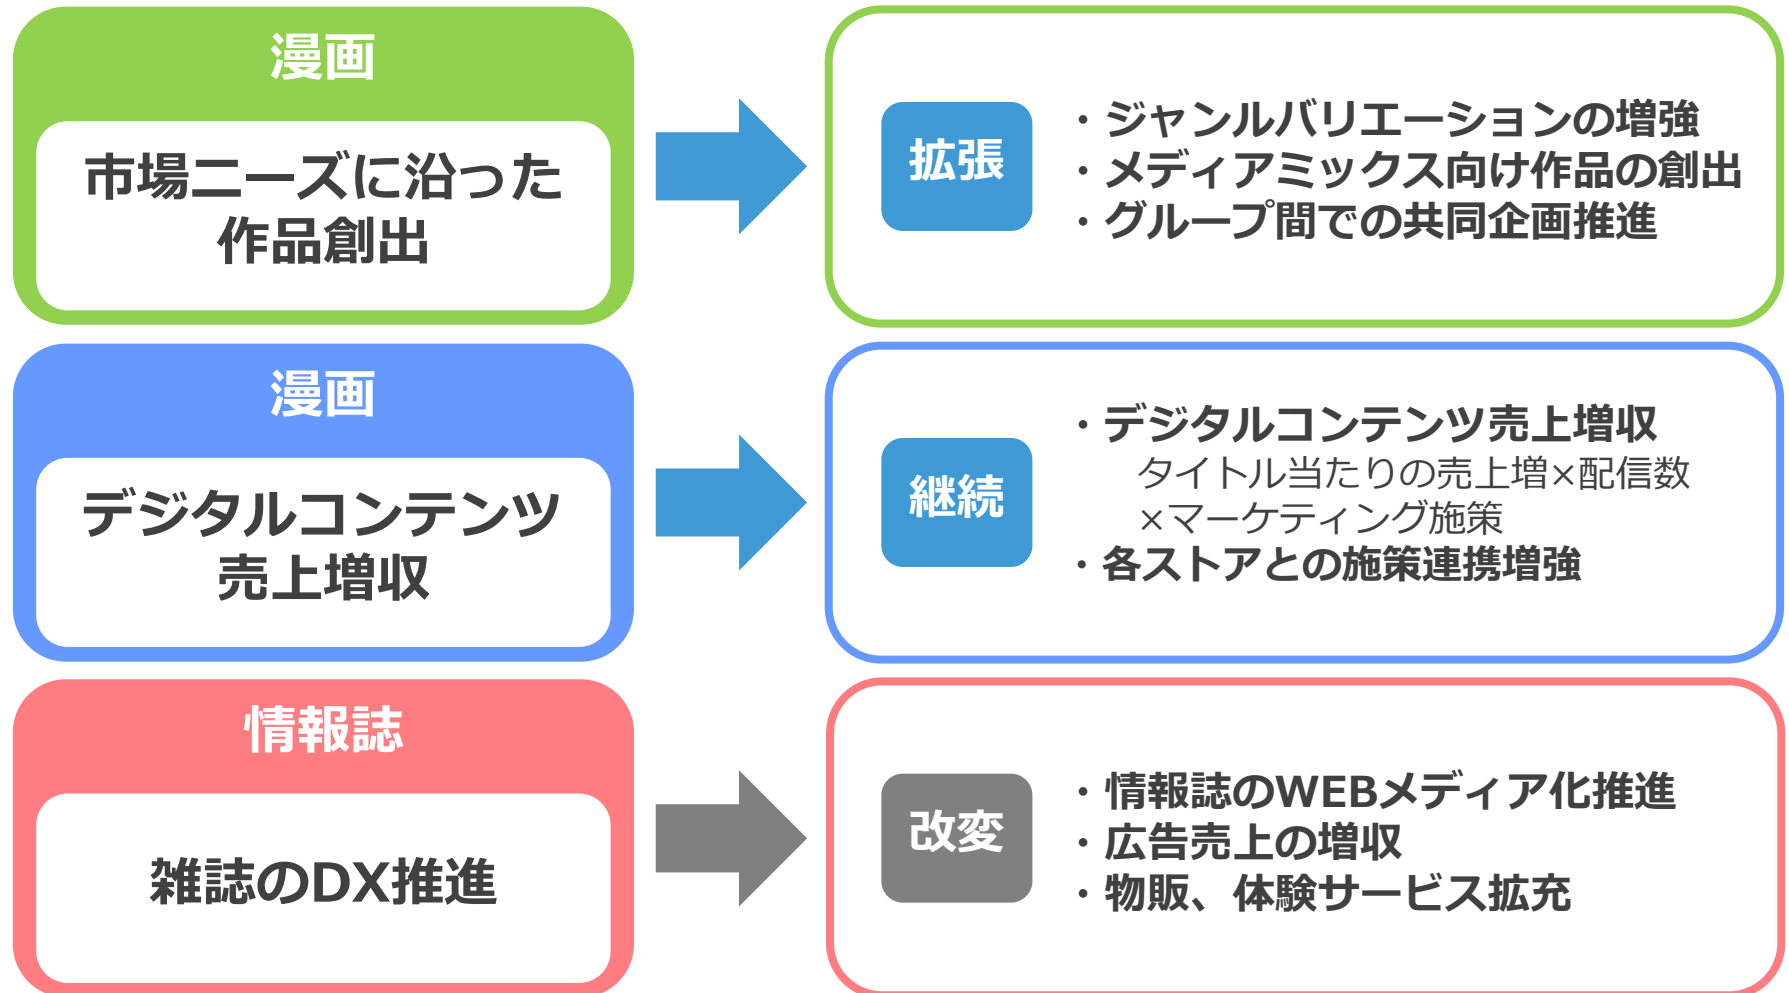 漫画
市場ニーズに沿った
作品創出
拡張
・ジャンルバリエーションの増強
・メディアミックス向け作品の創出
・グループ間での共同企画推進
漫画
デジタルコンテンツ
売上増収
継続
・デジタルコンテンツ売上増収
タイトル当たりの売上増×配信数
×マーケティング施策
・各ストアとの施策連携増強
情報誌
雑誌のDX推進
改変
・情報誌のWEBメディア化推進
・広告売上の増収
・物販、体験サービス拡充